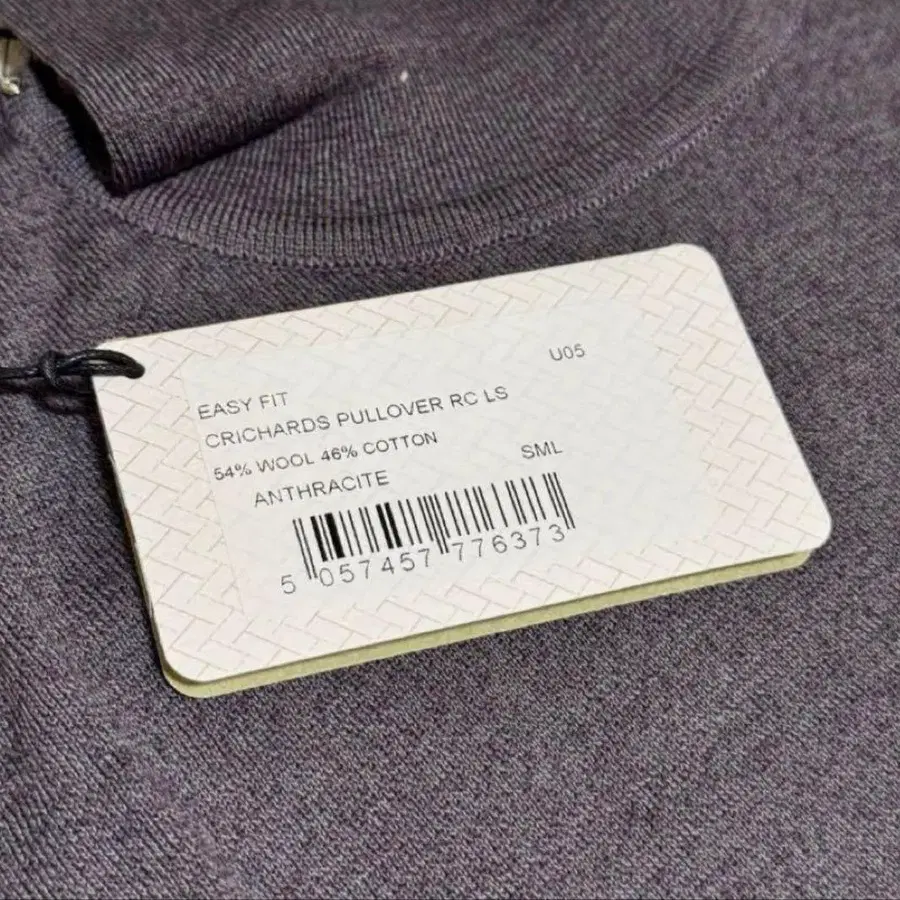 U05
EASY FIT
CRICHARDS PULLOVER RC LS
54% WOOL 46% COTTON
ANTHRACITE SML
5 057457 776373